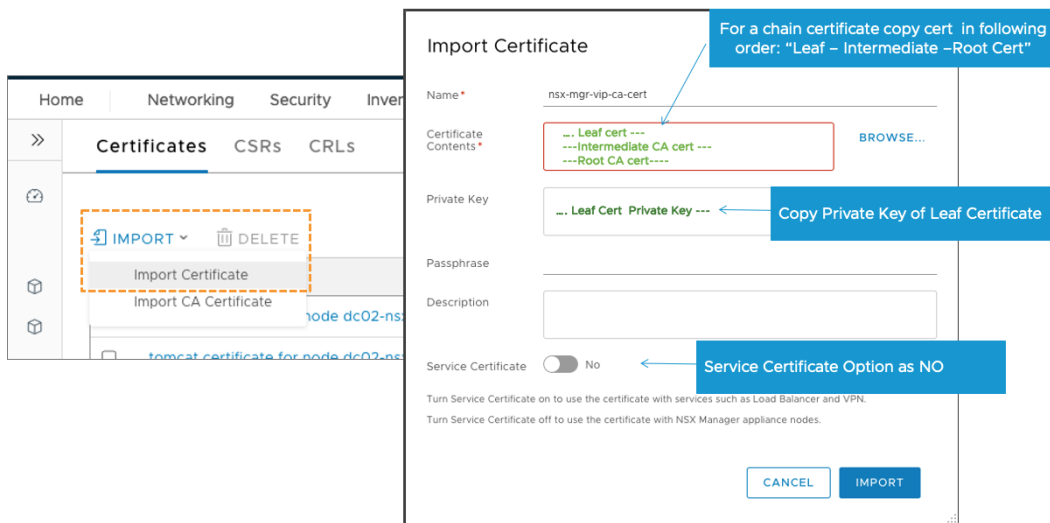 Home Networking Security Inver
Certificates CSRs CRLs
IMPORT DELETE
Import Certificate
Import CA Certificate
node dc02-ns
tomcat certificate for node dc02-ns
Import Certificate
For a chain certificate copy cert in following
order: “Leaf – Intermediate –Root Cert”
Name*
nsx-mgr-vip-ca-cert
Certificate
Contents*
.... Leaf cert ---
---Intermediate CA cert ---
---Root CA cert----
BROWSE...
Private Key
.... Leaf Cert Private Key ---
Copy Private Key of Leaf Certificate
Passphrase
Description
Service Certificate
No
Service Certificate Option as NO
Turn Service Certificate on to use the certificate with services such as Load Balancer and VPN.
Turn Service Certificate off to use the certificate with NSX Manager appliance nodes.
CANCEL IMPORT